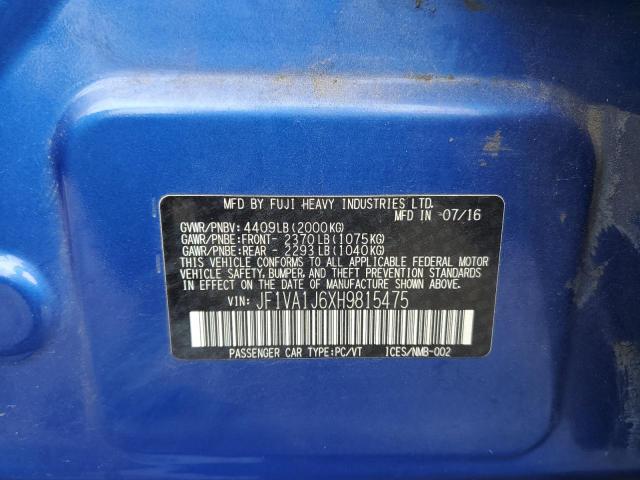 MFD BY FUJI HEAVY INDUSTRIES LTD.
MFD IN -07/16
GVWR/PNBV: 4409LB(2000KG)
GAWR/PNBE:FRONT- 2370LB(1075KG)
GAWR/PNBE:REAR - 2293LB(1040KG)
THIS VEHICLE CONFORMS TO ALL APPLICABLE FEDERAL MOTOR
VEHICLE SAFETY, BUMPER, AND THEFT PREVENTION STANDARDS
IN EFFECT ON THE DATE OF MANUFACTURE SHOWN ABOVE.
VIN: JF1VA1J6XH9815475
PASSENGER CAR TYPE:PC/VT ICES/NMB-002